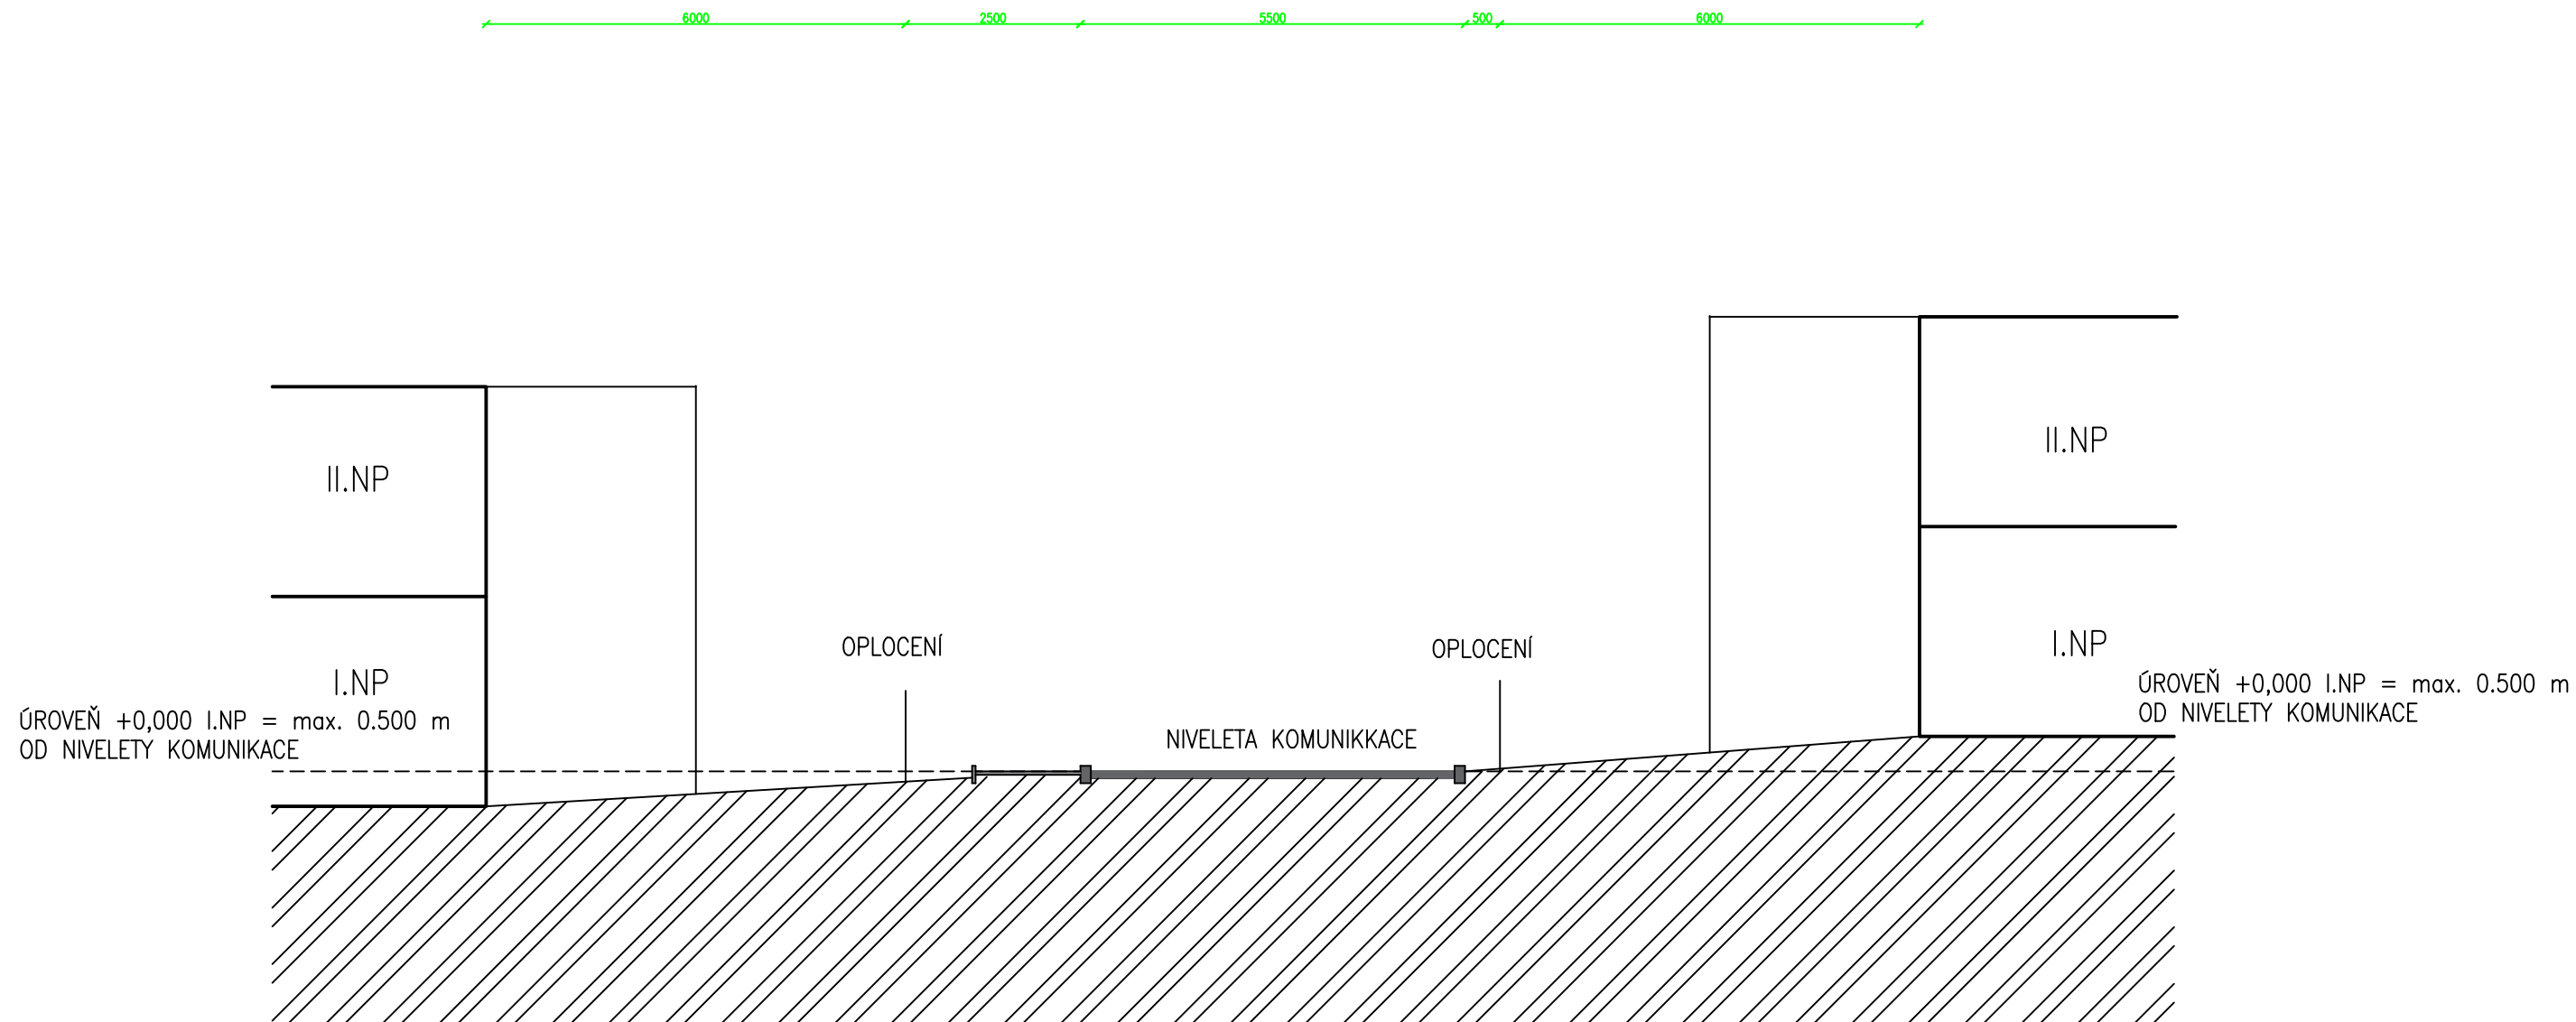 6000 2500 5500 500 6000
II.NP
II.NP
OPLOCENÍ
OPLOCENÍ
I.NP
I.NP
ÚROVEŇ +0,000 I.NP = max. 0.500 m
OD NIVELETY KOMUNIKACE
NIVELETA KOMUNIKKACE
ÚROVEŇ +0,000 I.NP = max. 0.500 m
OD NIVELETY KOMUNIKACE